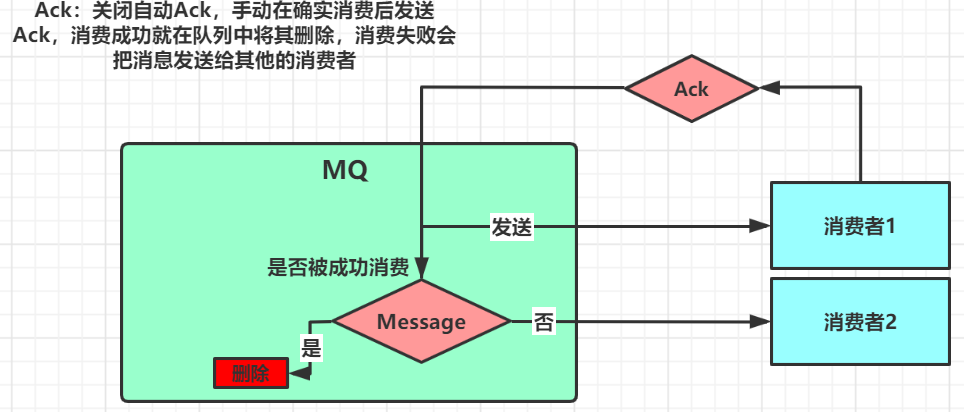 Ack：关闭自动Ack，手动在确实消费后发送
Ack，消费成功就在队列中将其删除，消费失败会
把消息发送给其他的消费者
Ack
MQ
发送
消费者1
是否被成功消费
Message
否
消费者2
是
删除